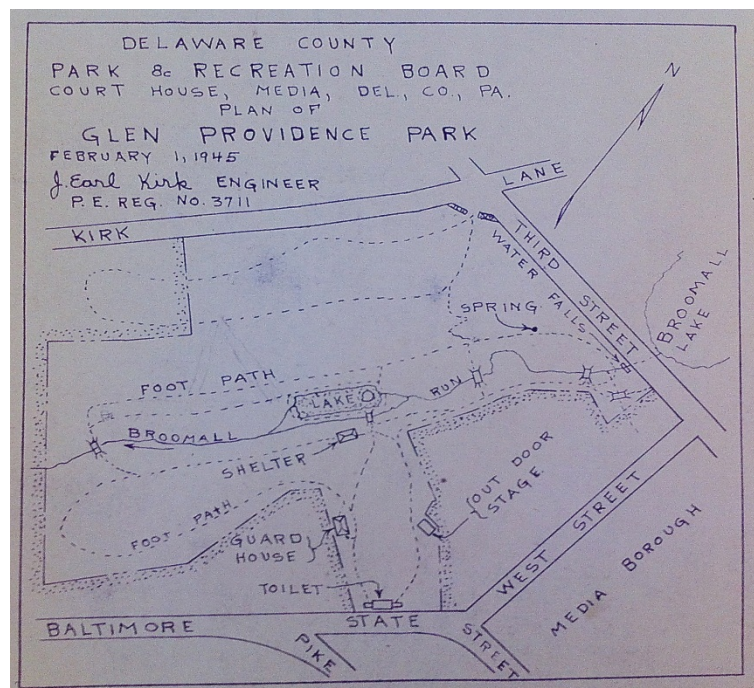 DELAWARE COUNTY
PARK & RECREATION BOARD
COURT HOUSE, MEDIA, DEL., CO., PA.
PLAN OF
GLEN PROVIDENCE PARK
FEBRUARY 1, 1945
J. Earl Kirk ENGINEER
P. E. REG. NO. 3711
N
KIRK
LANE
THIRD STREET
WATER FALLS
BROOMALL
LAKE
SPRING
FOOT PATH
LAKE
RUN
BROOMALL
SHELTER
FOOT PATH
OUT DOOR
STAGE
GUARD
HOUSE
WEST STREET
MEDIA BOROUGH
TOILET
BALTIMORE
PIKE
STATE
STREET